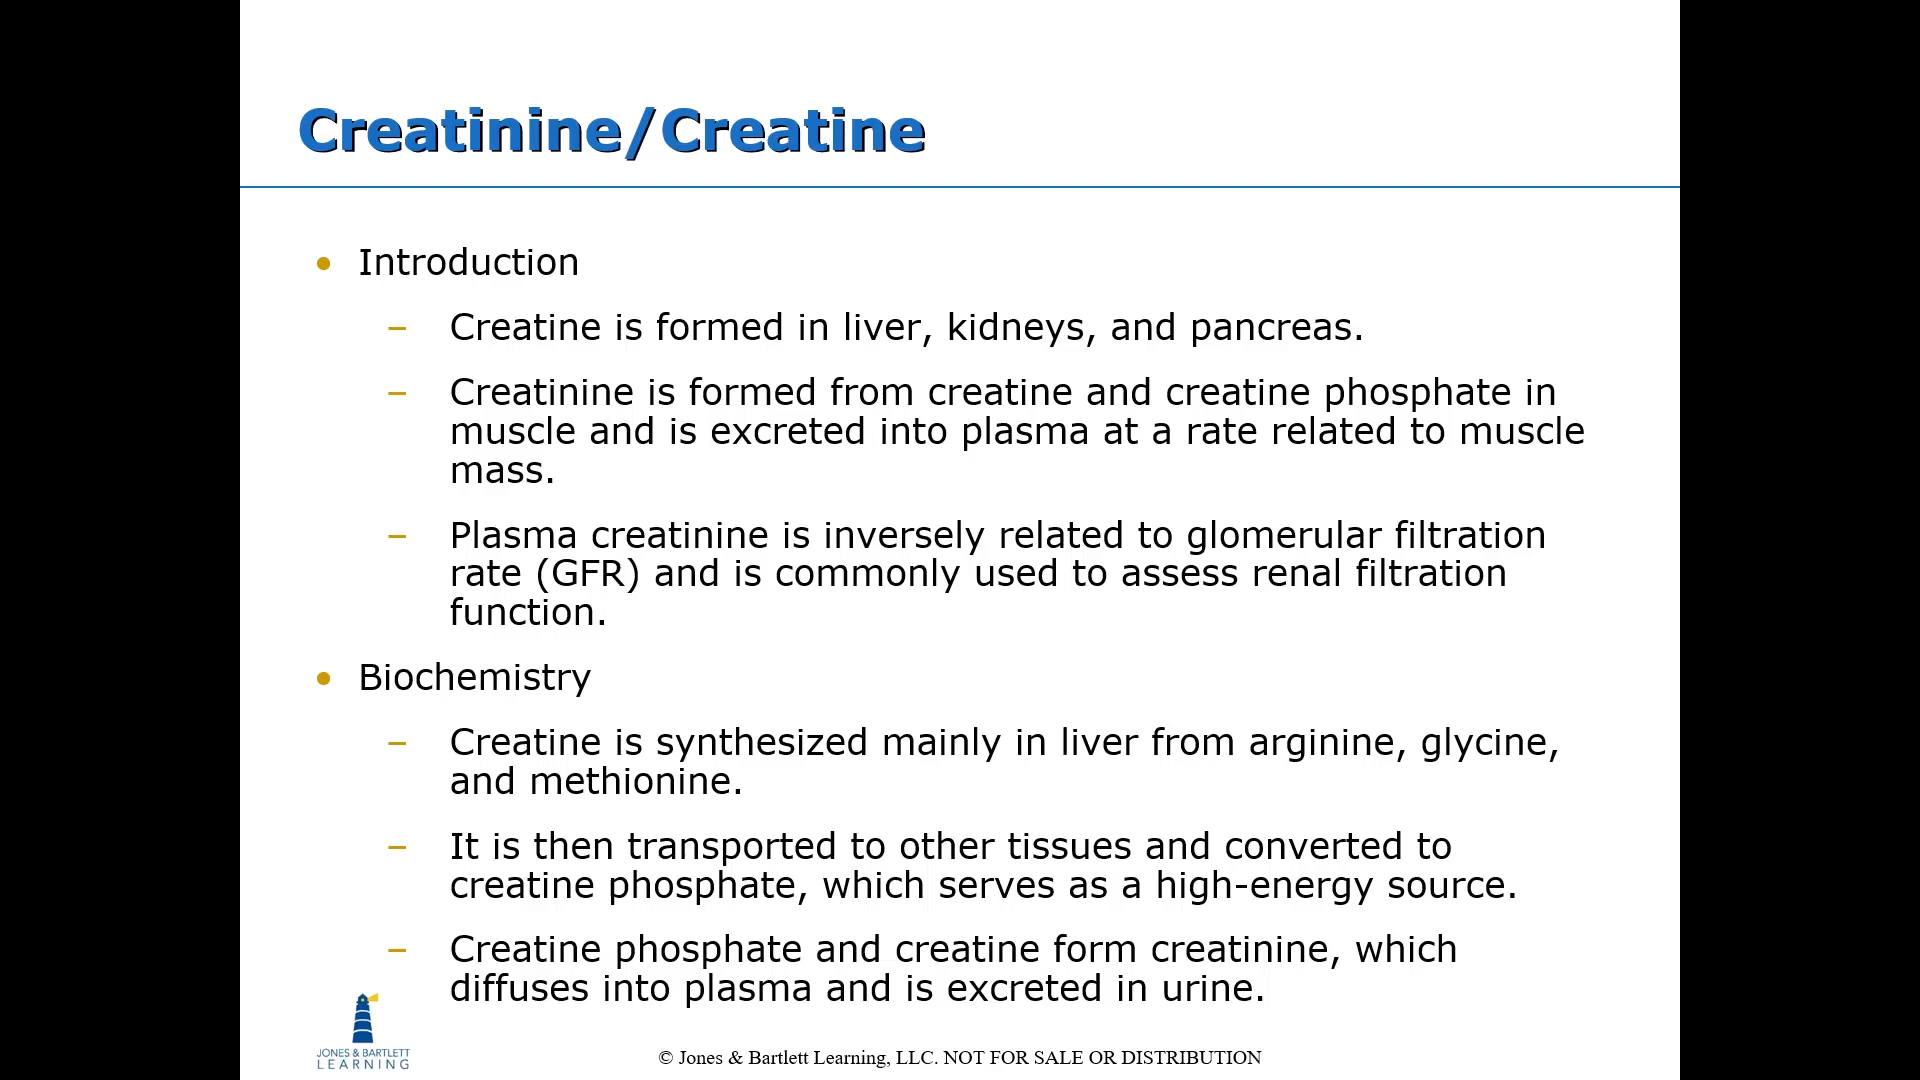 Creatinine/Creatine
• Introduction
– Creatine is formed in liver, kidneys, and pancreas.
– Creatinine is formed from creatine and creatine phosphate in
muscle and is excreted into plasma at a rate related to muscle
mass.
– Plasma creatinine is inversely related to glomerular filtration
rate (GFR) and is commonly used to assess renal filtration
function.
• Biochemistry
– Creatine is synthesized mainly in liver from arginine, glycine,
and methionine.
– It is then transported to other tissues and converted to
creatine phosphate, which serves as a high-energy source.
– Creatine phosphate and creatine form creatinine, which
diffuses into plasma and is excreted in urine.
JONES & BARTLETT
LEARNING
© Jones & Bartlett Learning, LLC. NOT FOR SALE OR DISTRIBUTION